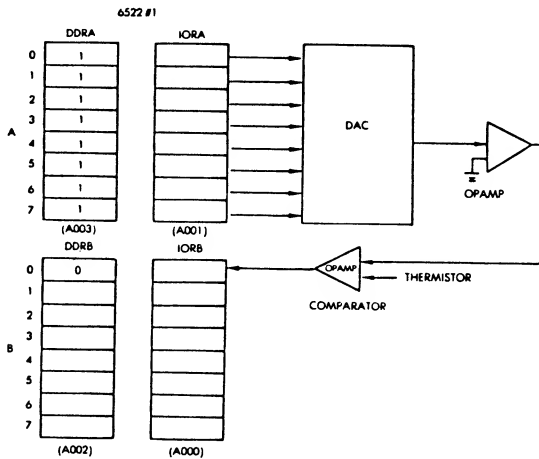 6522 #1
DDRA
IORA
A
0 1
1 1
2 1
3 1
4 1
5 1
6 1
7 1
(A003)
(A001)
DAC
OPAMP
DDRB
IORB
B
0 0
1
2
3
4
5
6
7
(A002)
(A000)
OPAMP
THERMISTOR
COMPARATOR